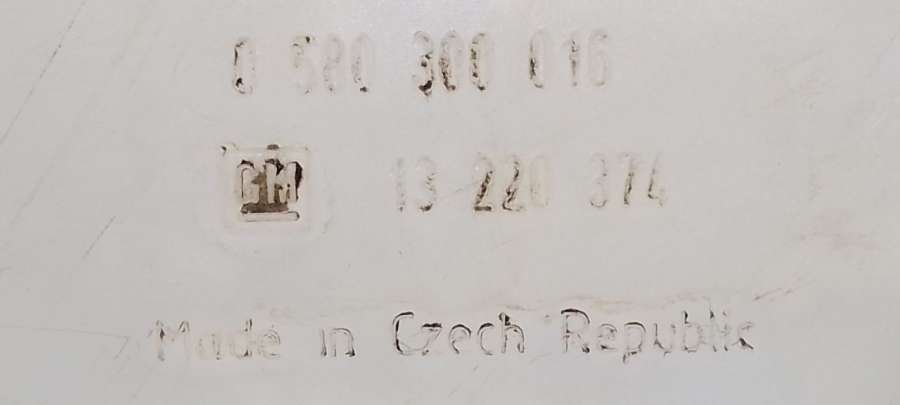 0 580 300 016
GM 13 220 374
Made in Czech Republic